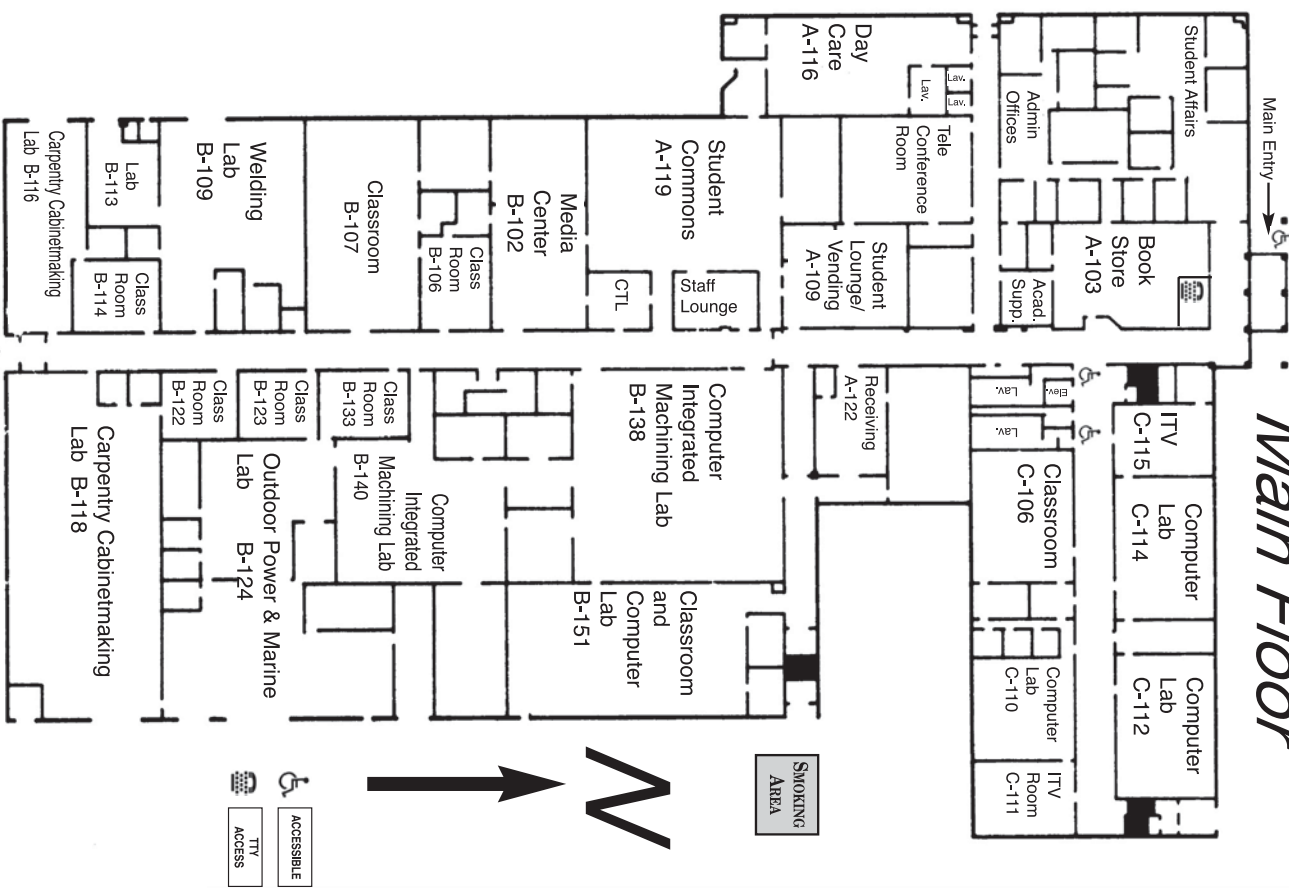 Main Floor
Main Entry
Student Affairs
Admin
Offices
Book
Store
A-103
Acad.
Supp.
Day
Care
A-116
Lav.
Lav.
Lav.
Tele
Conference
Room
Student
Lounge/
Vending
A-109
Student
Commons
A-119
Staff
Lounge
CTL
Media
Center
B-102
Class
Room
B-106
Classroom
B-107
Welding
Lab
B-109
Lab
B-113
Class
Room
B-114
Carpentry Cabinetmaking
Lab B-116
ITV
C-115
Computer
Lab
C-114
Computer
Lab
C-112
Elev.
Lav.
Lav.
Classroom
C-106
Computer
Lab
C-110
ITV
Room
C-111
Receiving
A-122
Computer
Integrated
Machining Lab
B-138
Classroom
and
Computer
Lab
B-151
Computer
Integrated
Machining Lab
B-140
Class
Room
B-133
Class
Room
B-123
Class
Room
B-122
Outdoor Power & Marine
Lab B-124
Carpentry Cabinetmaking
Lab B-118
SMOKING
AREA
N
ACCESSIBLE
TTY
ACCESS